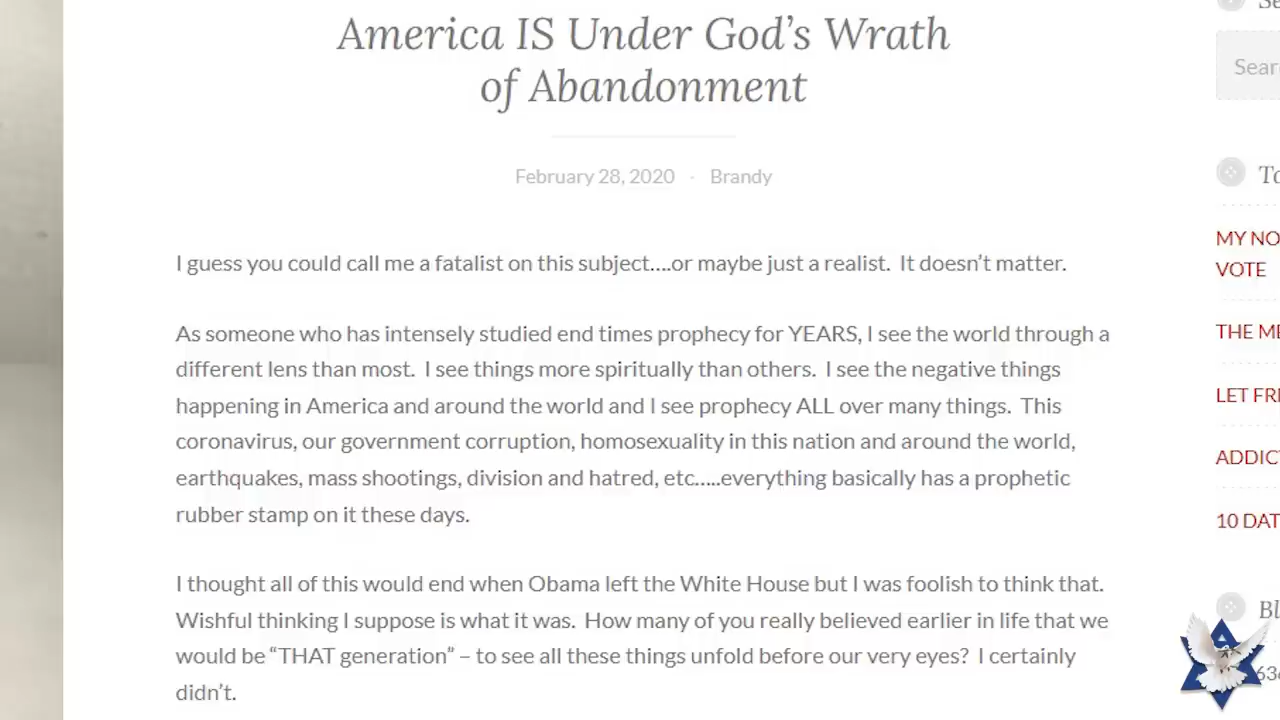 America IS Under God’s Wrath
of Abandonment
February 28, 2020 · Brandy
I guess you could call me a fatalist on this subject….or maybe just a realist. It doesn’t matter.
As someone who has intensely studied end times prophecy for YEARS, I see the world through a
different lens than most. I see things more spiritually than others. I see the negative things
happening in America and around the world and I see prophecy ALL over many things. This
coronavirus, our government corruption, homosexuality in this nation and around the world,
earthquakes, mass shootings, division and hatred, etc…..everything basically has a prophetic
rubber stamp on it these days.
I thought all of this would end when Obama left the White House but I was foolish to think that.
Wishful thinking I suppose is what it was. How many of you really believed earlier in life that we
would be “THAT generation” – to see all these things unfold before our very eyes? I certainly
didn’t.
MY NO
VOTE
THE ME
LET FR
ADDIC
10 DAT